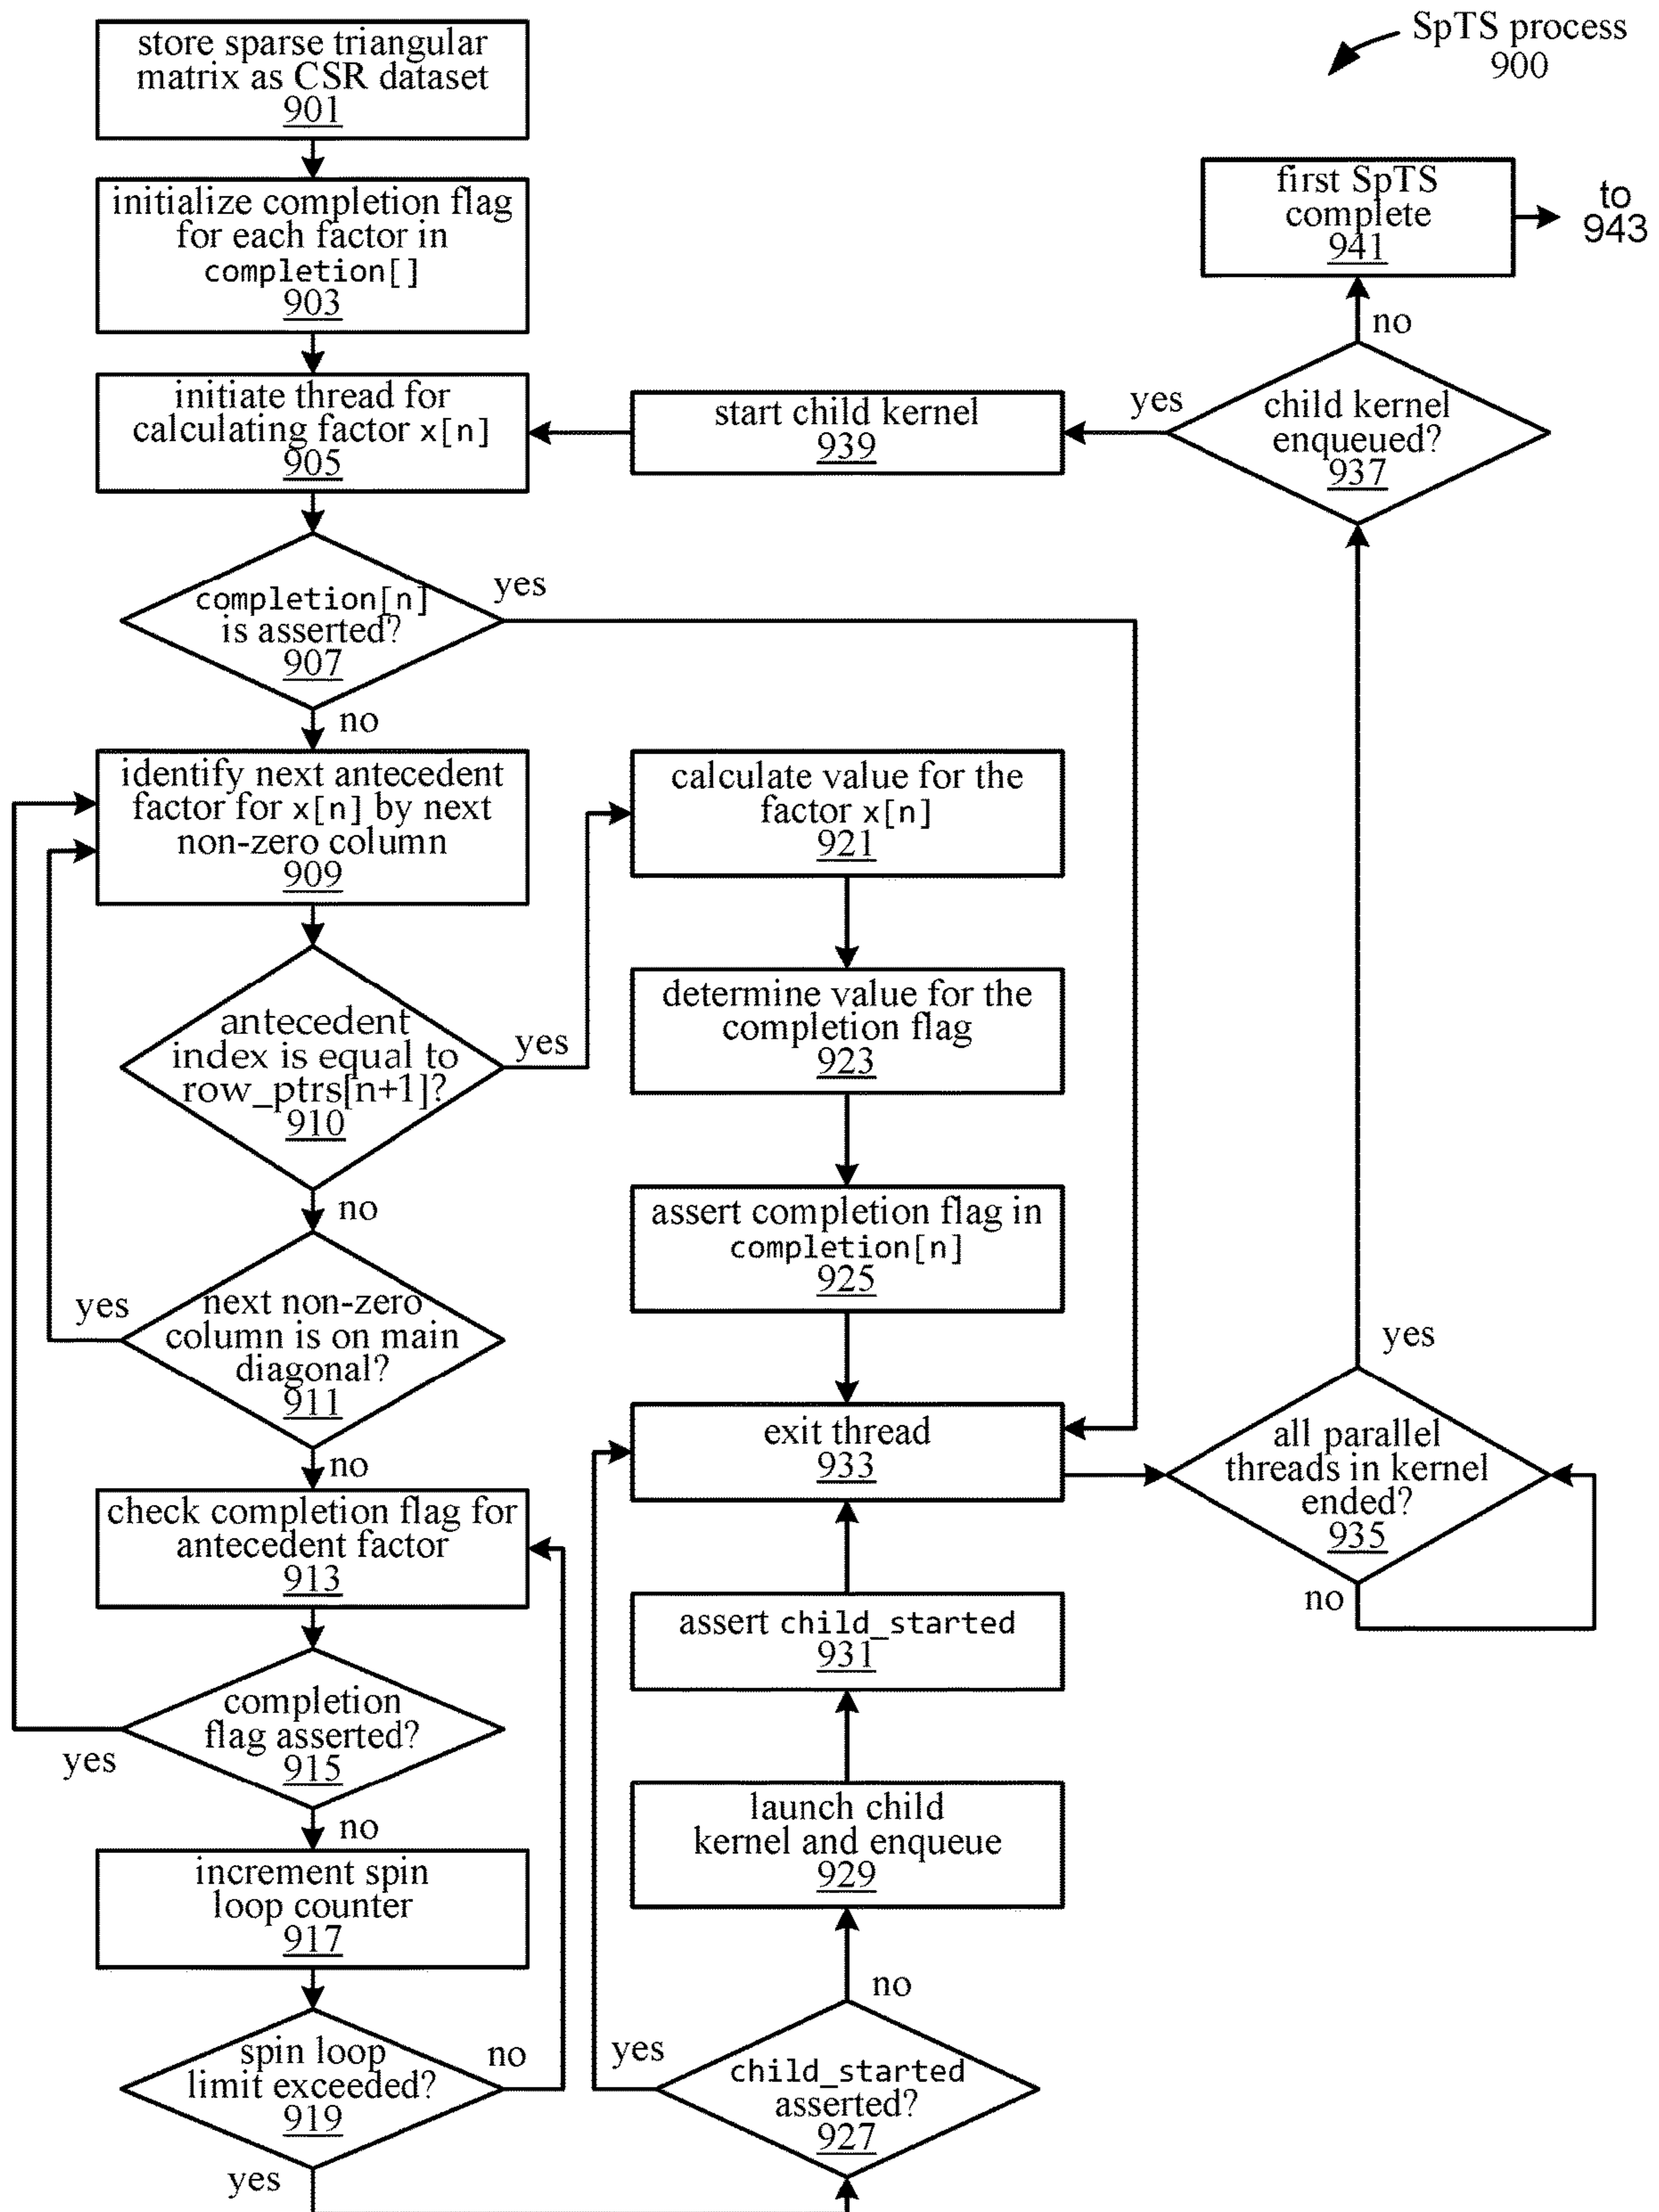 SpTS process
900
store sparse triangular
matrix as CSR dataset
901
initialize completion flag
for each factor in
completion[]
903
initiate thread for
calculating factor x[n]
905
completion[n]
is asserted?
907
yes
no
identify next antecedent
factor for x[n] by next
non-zero column
909
antecedent
index is equal to
row_ptrs[n+1]?
910
yes
no
next non-zero
column is on main
diagonal?
911
yes
no
check completion flag for
antecedent factor
913
completion
flag asserted?
915
yes
no
increment spin
loop counter
917
spin loop
limit exceeded?
919
no
yes
calculate value for the
factor x[n]
921
determine value for the
completion flag
923
assert completion flag in
completion[n]
925
exit thread
933
assert child_started
931
launch child
kernel and enqueue
929
no
yes
child_started
asserted?
927
all parallel
threads in kernel
ended?
935
yes
no
child kernel
enqueued?
937
yes
no
start child kernel
939
first SpTS
complete
941
to
943